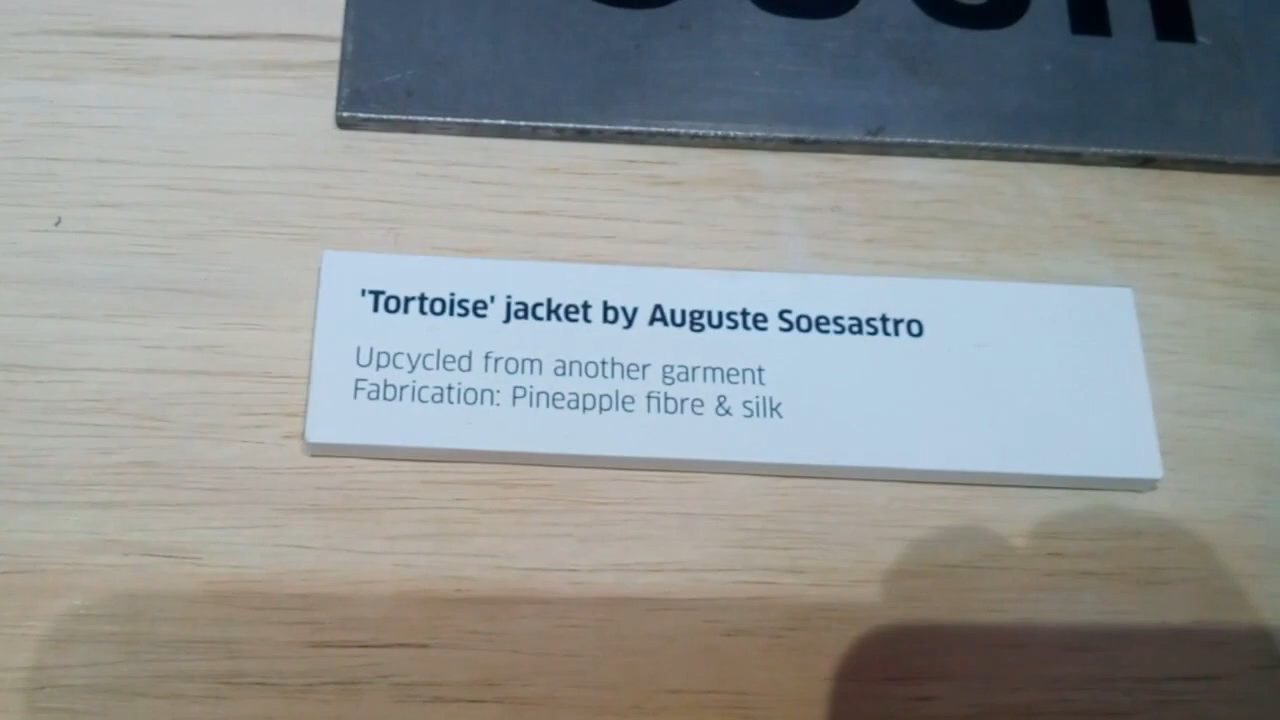 'Tortoise' jacket by Auguste Soesastro
Upcycled from another garment
Fabrication: Pineapple fibre & silk